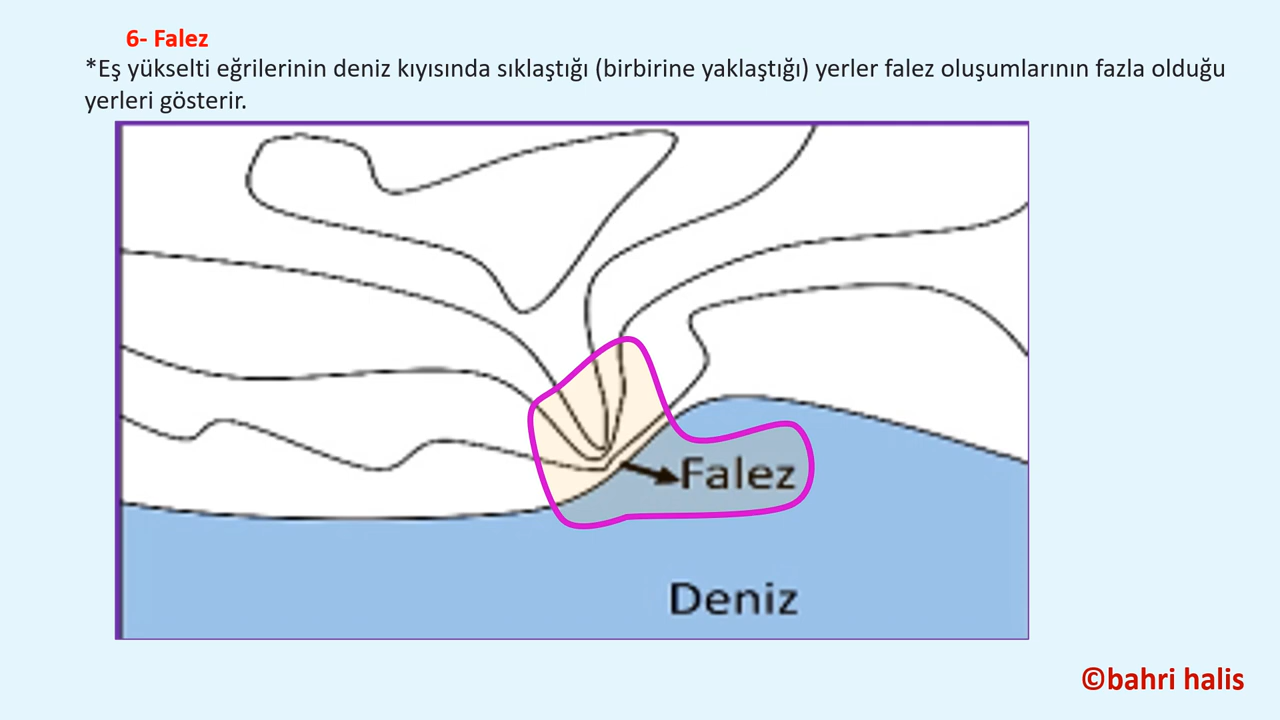 6- Falez
*Eş yükselti eğrilerinin deniz kıyısında sıklaştığı (birbirine yaklaştığı) yerler falez oluşumlarının fazla olduğu
yerleri gösterir.
Falez
Deniz
©bahri halis